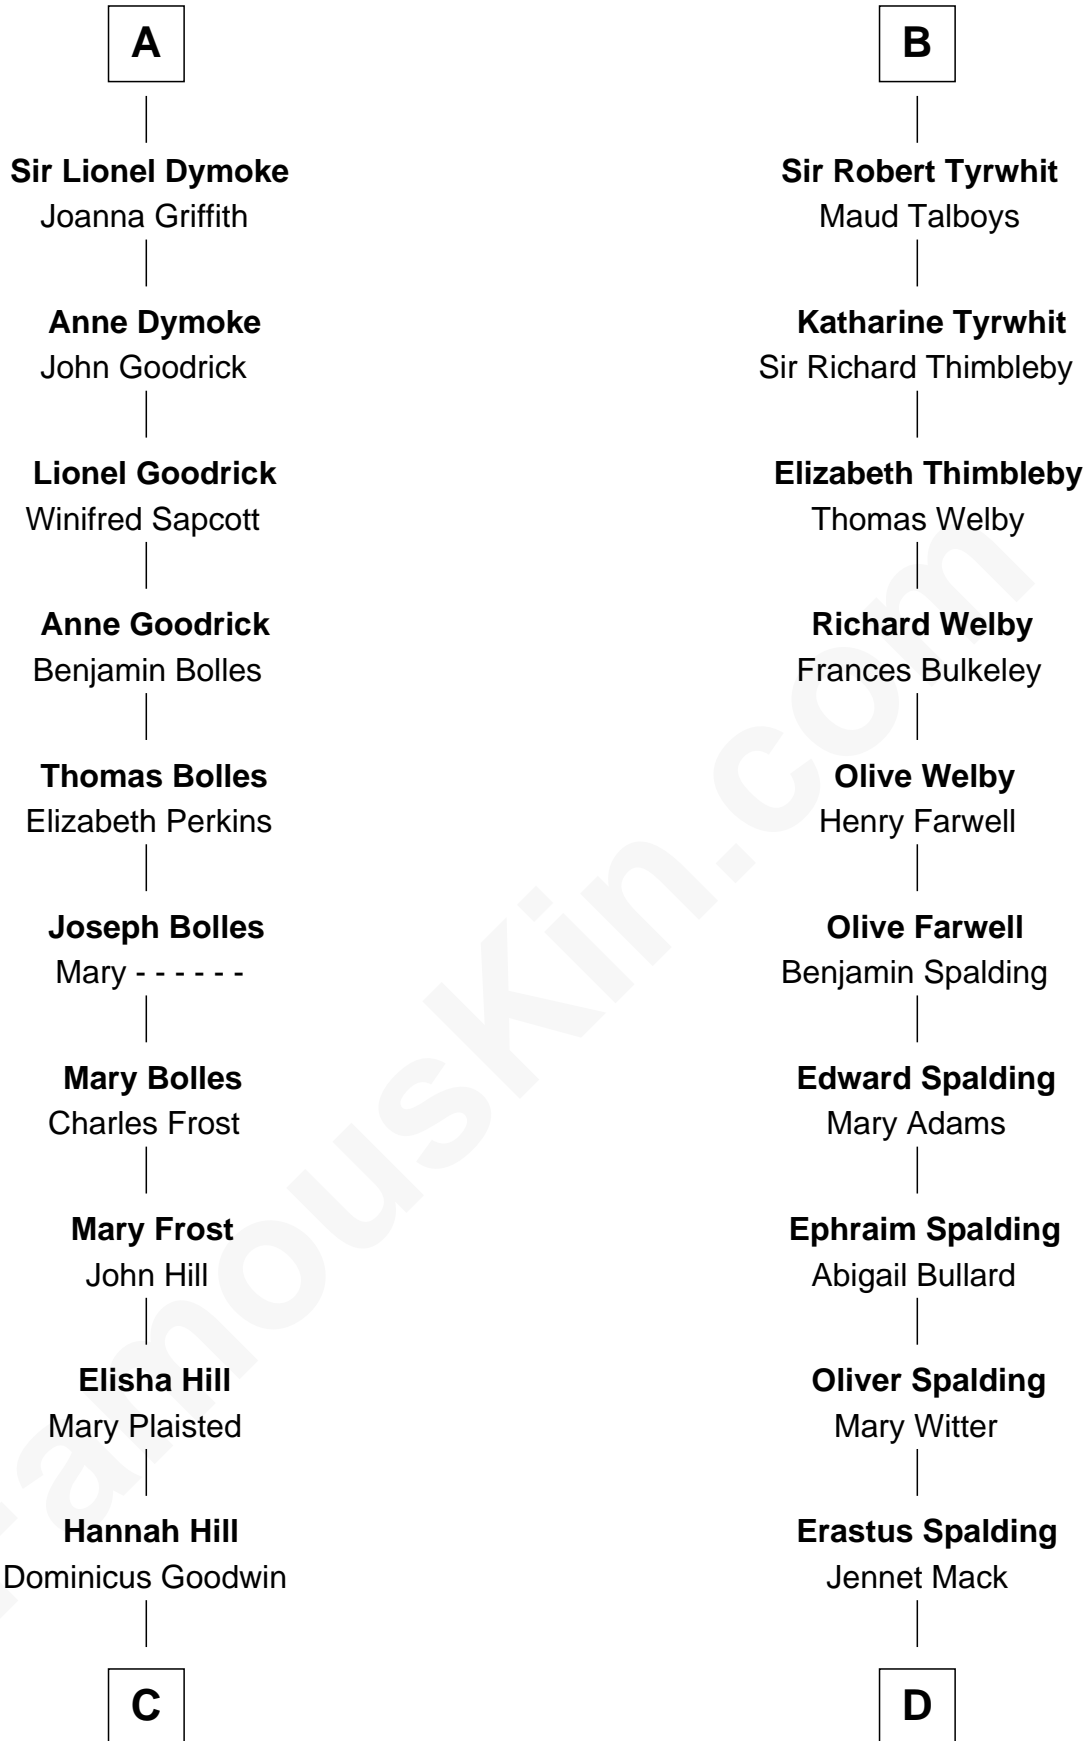 A
Sir Lionel Dymoke
Joanna Griffith
Anne Dymoke
John Goodrick
Lionel Goodrick
Winifred Sapcott
Anne Goodrick
Benjamin Bolles
Thomas Bolles
Elizabeth Perkins
Joseph Bolles
Mary - - - - - -
Mary Bolles
Charles Frost
Mary Frost
John Hill
Elisha Hill
Mary Plaisted
Hannah Hill
Dominicus Goodwin
C
B
Sir Robert Tyrwhit
Maud Talboys
Katharine Tyrwhit
Sir Richard Thimbleby
Elizabeth Thimbleby
Thomas Welby
Richard Welby
Frances Bulkeley
Olive Welby
Henry Farwell
Olive Farwell
Benjamin Spalding
Edward Spalding
Mary Adams
Ephraim Spalding
Abigail Bullard
Oliver Spalding
Mary Witter
Erastus Spalding
Jennet Mack
D
FamousKin.com